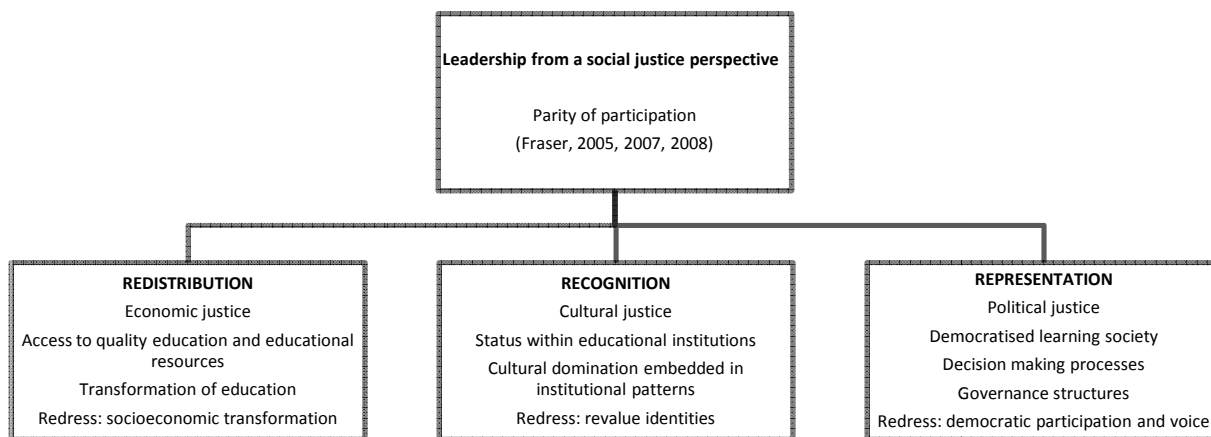 Leadership from a social justice perspective
Parity of participation
(Fraser, 2005, 2007, 2008)
REDISTRIBUTION
Economic justice
Access to quality education and educational
resources
Transformation of education
Redress: socioeconomic transformation
RECOGNITION
Cultural justice
Status within educational institutions
Cultural domination embedded in
institutional patterns
Redress: revalue identities
REPRESENTATION
Political justice
Democratised learning society
Decision making processes
Governance structures
Redress: democratic participation and voice